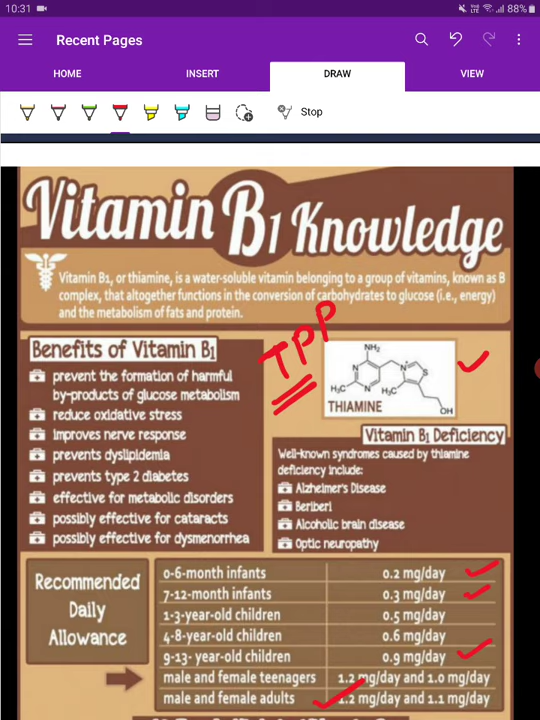 10:31 88%
Recent Pages
HOME INSERT DRAW VIEW
Stop
Vitamin B1 Knowledge
Vitamin B1, or thiamine, is a water-soluble vitamin belonging to a group of vitamins, known as B
complex, that altogether functions in the conversion of carbohydrates to glucose (i.e., energy)
and the metabolism of fats and protein.
TPP
Benefits of Vitamin B1
prevent the formation of harmful
by-products of glucose metabolism
reduce oxidative stress
improves nerve response
prevents dyslipidemia
prevents type 2 diabetes
effective for metabolic disorders
possibly effective for cataracts
possibly effective for dysmenorrhea
NH2
N
N+
S
H3C
N
H3C
OH
THIAMINE
Vitamin B1 Deficiency
Well-known syndromes caused by thiamine
deficiency include:
Alzheimer's Disease
Beriberi
Alcoholic brain disease
Optic neuropathy
Recommended
Daily
Allowance
0-6-month infants 0.2 mg/day
7-12-month infants 0.3 mg/day
1-3-year-old children 0.5 mg/day
4-8-year-old children 0.6 mg/day
9-13- year-old children 0.9 mg/day
male and female teenagers 1.2 mg/day and 1.0 mg/day
male and female adults 1.2 mg/day and 1.1 mg/day